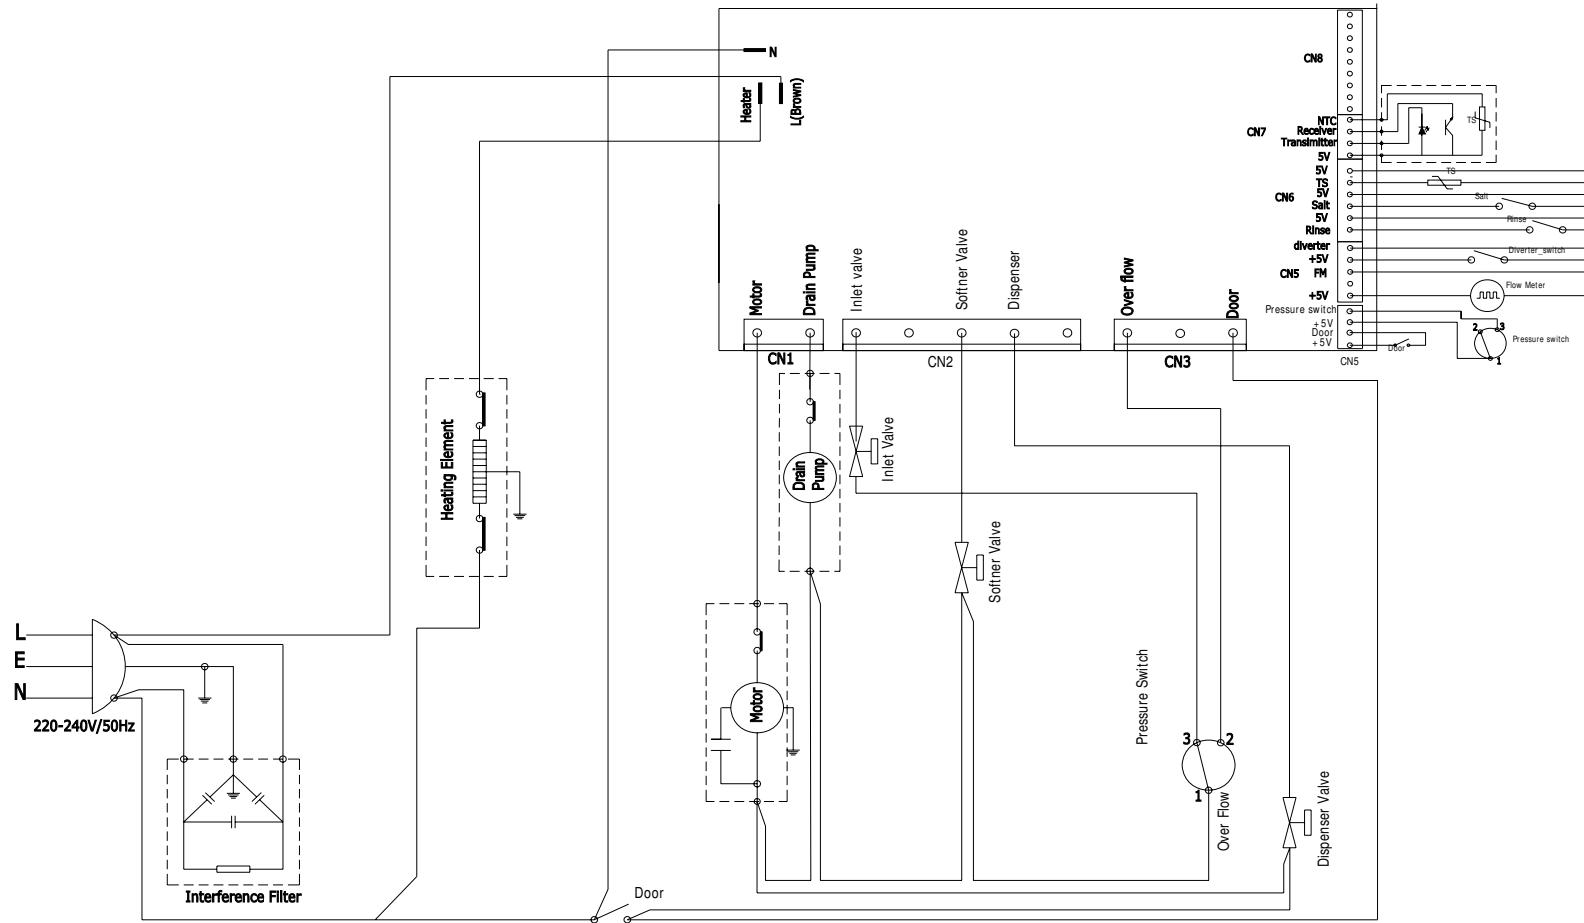 N
Heater
L(Brown)
CN8
NTC
CN7
Receiver
Transimitter
5V
TS
5V
TS
TS
5V
CN6
Salt
Salt
5V
Rinse
Rinse
diverter
Diverter_switch
+5V
CN5 FM
+5V
Flow Meter
Pressure switch
+5V
Door
+5V
Door
CN5
2
3
1
Pressure switch
Motor
Drain Pump
Inlet valve
Softner Valve
Dispenser
Over flow
Door
CN1
CN2
CN3
Heating Element
Drain
Pump
Inlet Valve
Softner Valve
Motor
Pressure Switch
3
2
1
Over Flow
Dispenser Valve
L
E
N
220-240V/50Hz
Interference Filter
Door